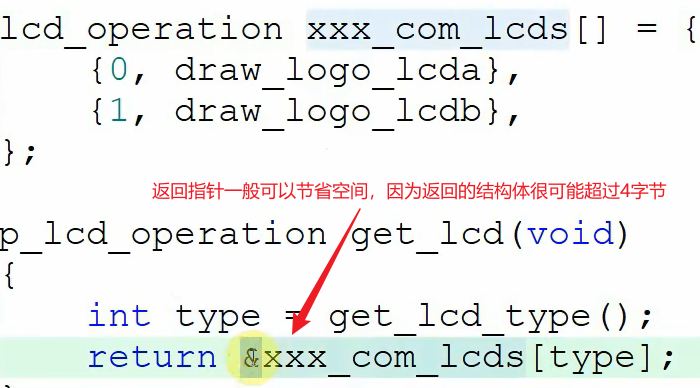 lcd_operation xxx_com_lcds[] = {
{0, draw_logo_lcda},
{1, draw_logo_lcdb},
};
返回指针一般可以节省空间，因为返回的结构体很可能超过4字节
p_lcd_operation get_lcd(void)
{
int type = get_lcd_type();
return &xxx_com_lcds[type];